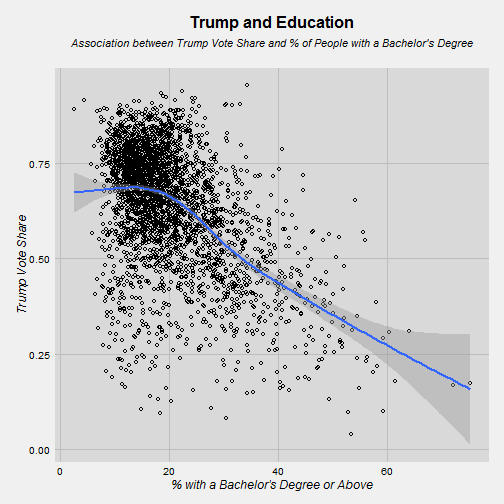 Trump and Education
Association between Trump Vote Share and % of People with a Bachelor's Degree
Trump Vote Share
0.75
0.50
0.25
0.00
0 20 40 60
% with a Bachelor's Degree or Above